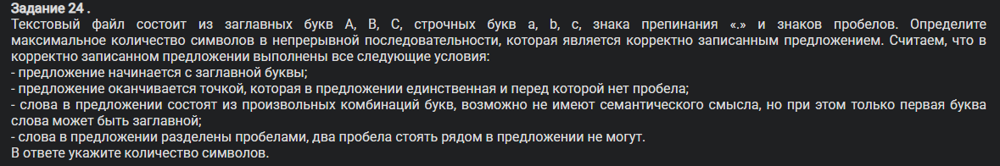 Задание 24 .
Текстовый файл состоит из заглавных букв A, B, C, строчных букв a, b, c, знака препинания «.» и знаков пробелов. Определите
максимальное количество символов в непрерывной последовательности, которая является корректно записанным предложением. Считаем, что в
корректно записанном предложении выполнены все следующие условия:
- предложение начинается с заглавной буквы;
- предложение оканчивается точкой, которая в предложении единственная и перед которой нет пробела;
- слова в предложении состоят из произвольных комбинаций букв, возможно не имеют семантического смысла, но при этом только первая буква
слова может быть заглавной;
- слова в предложении разделены пробелами, два пробела стоять рядом в предложении не могут.
В ответе укажите количество символов.